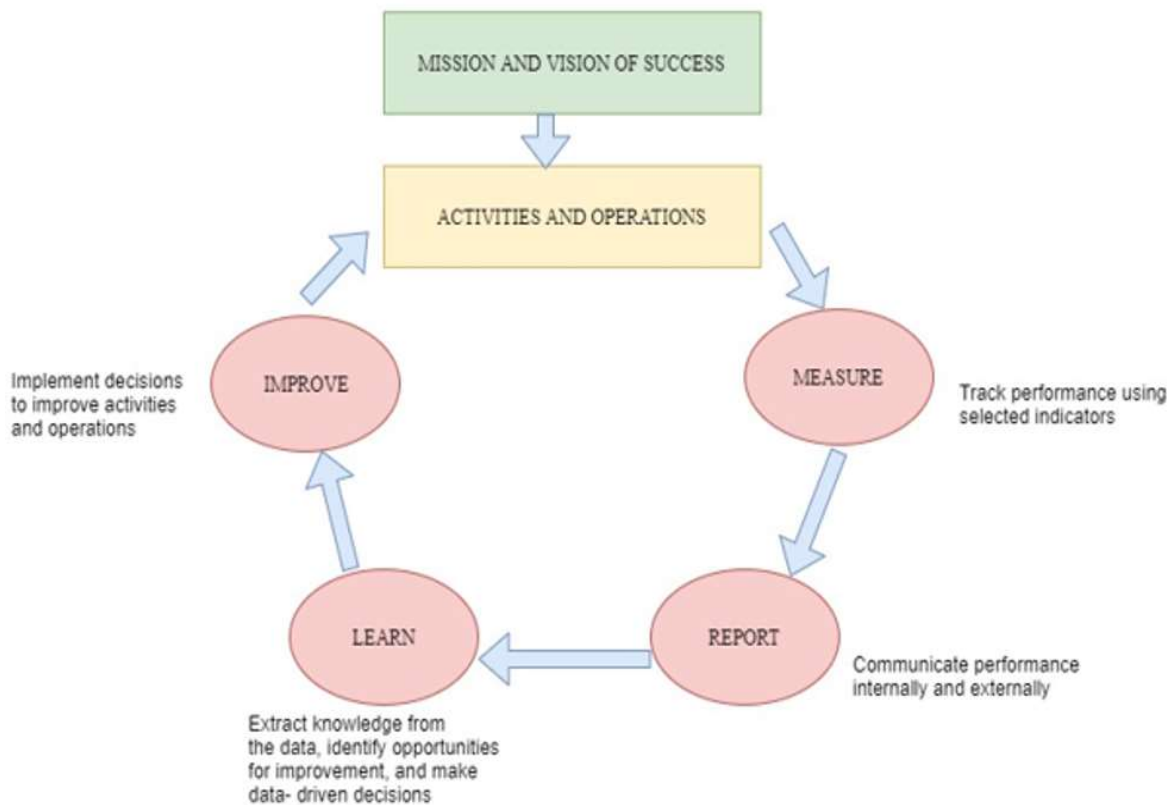 MISSION AND VISION OF SUCCESS
ACTIVITIES AND OPERATIONS
IMPROVE
Implement decisions
to improve activities
and operations
MEASURE
Track performance using
selected indicators
LEARN
Extract knowledge from
the data, identify opportunities
for improvement, and make
data- driven decisions
REPORT
Communicate performance
internally and externally